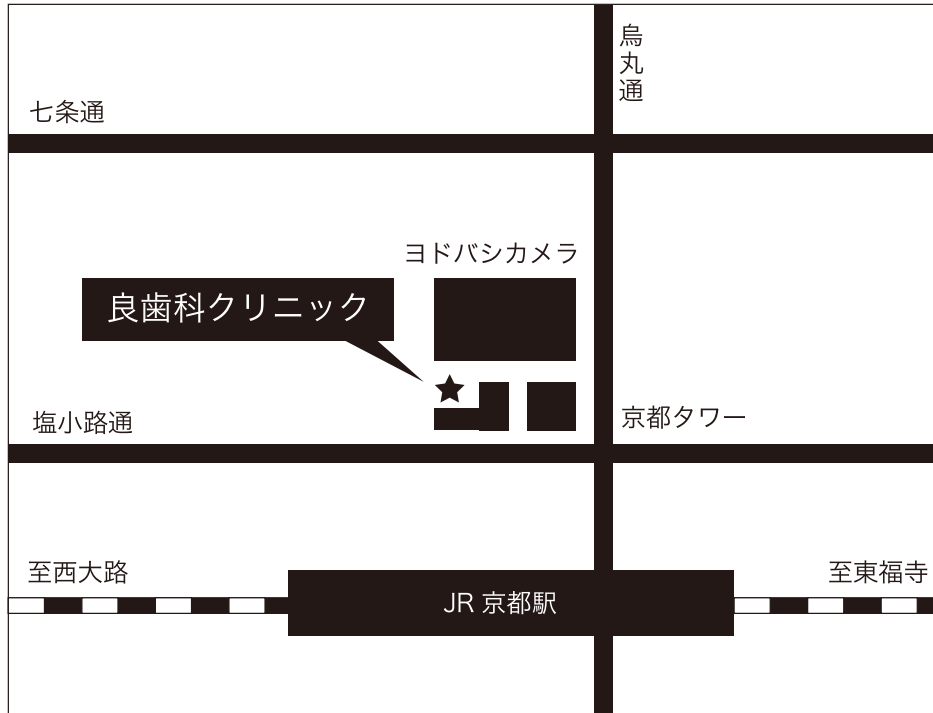 烏丸通
七条通
ヨドバシカメラ
良歯科クリニック
塩小路通
京都タワー
至西大路
至東福寺
JR 京都駅